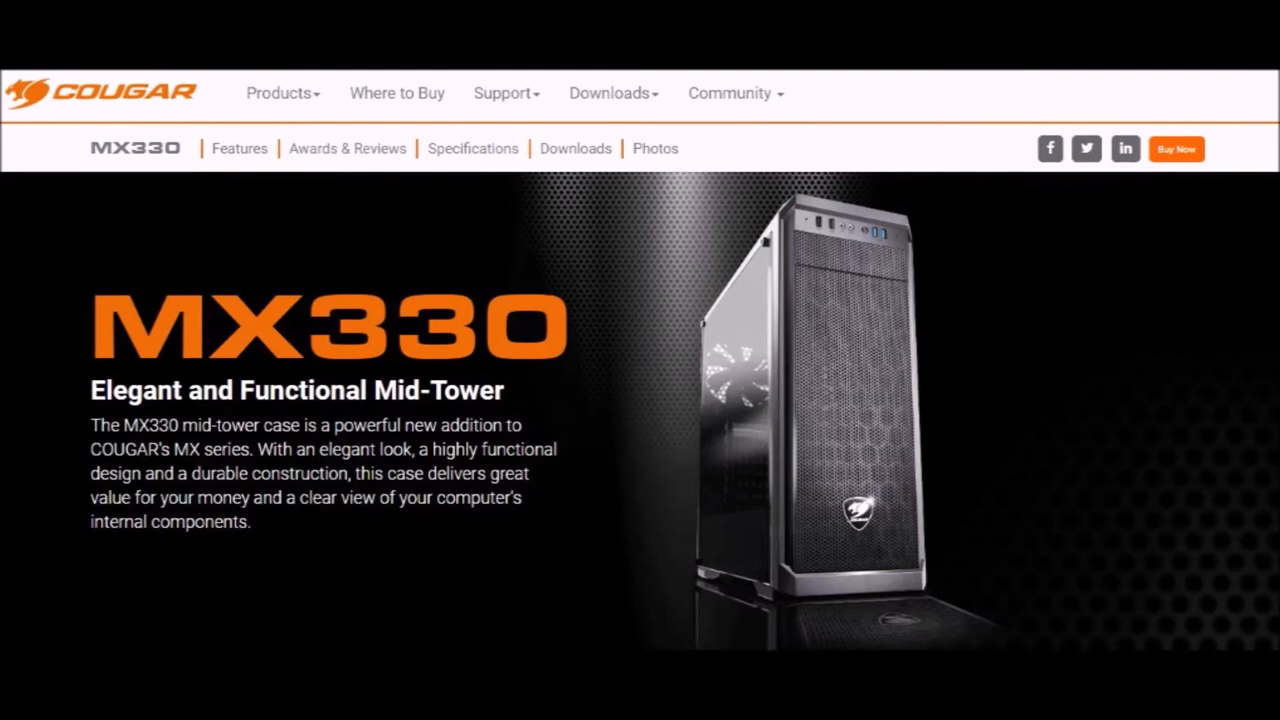 COUGAR
Products
Where to Buy
Support
Downloads
Community
MX330
Features
Awards & Reviews
Specifications
Downloads
Photos
f
in
Buy Now
MX330
Elegant and Functional Mid-Tower
The MX330 mid-tower case is a powerful new addition to
COUGAR's MX series. With an elegant look, a highly functional
design and a durable construction, this case delivers great
value for your money and a clear view of your computer's
internal components.
COUGAR